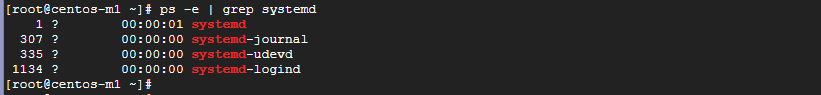 [root@centos-m1 ~]# ps -e | grep systemd
    1 ?        00:00:01 systemd
  307 ?        00:00:00 systemd-journal
  335 ?        00:00:00 systemd-udevd
 1134 ?        00:00:00 systemd-logind
[root@centos-m1 ~]#